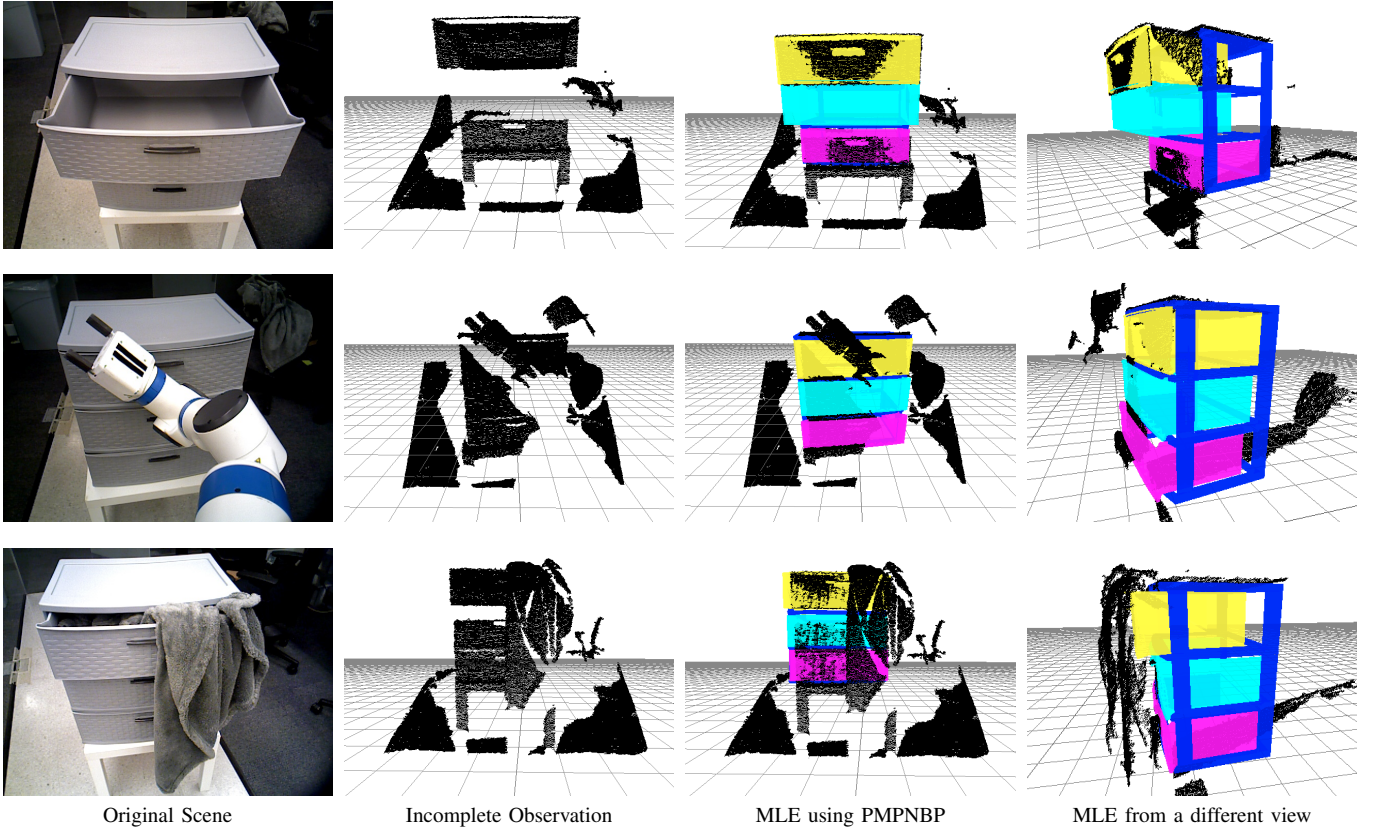 Original Scene
Incomplete Observation
MLE using PMPNBP
MLE from a different view